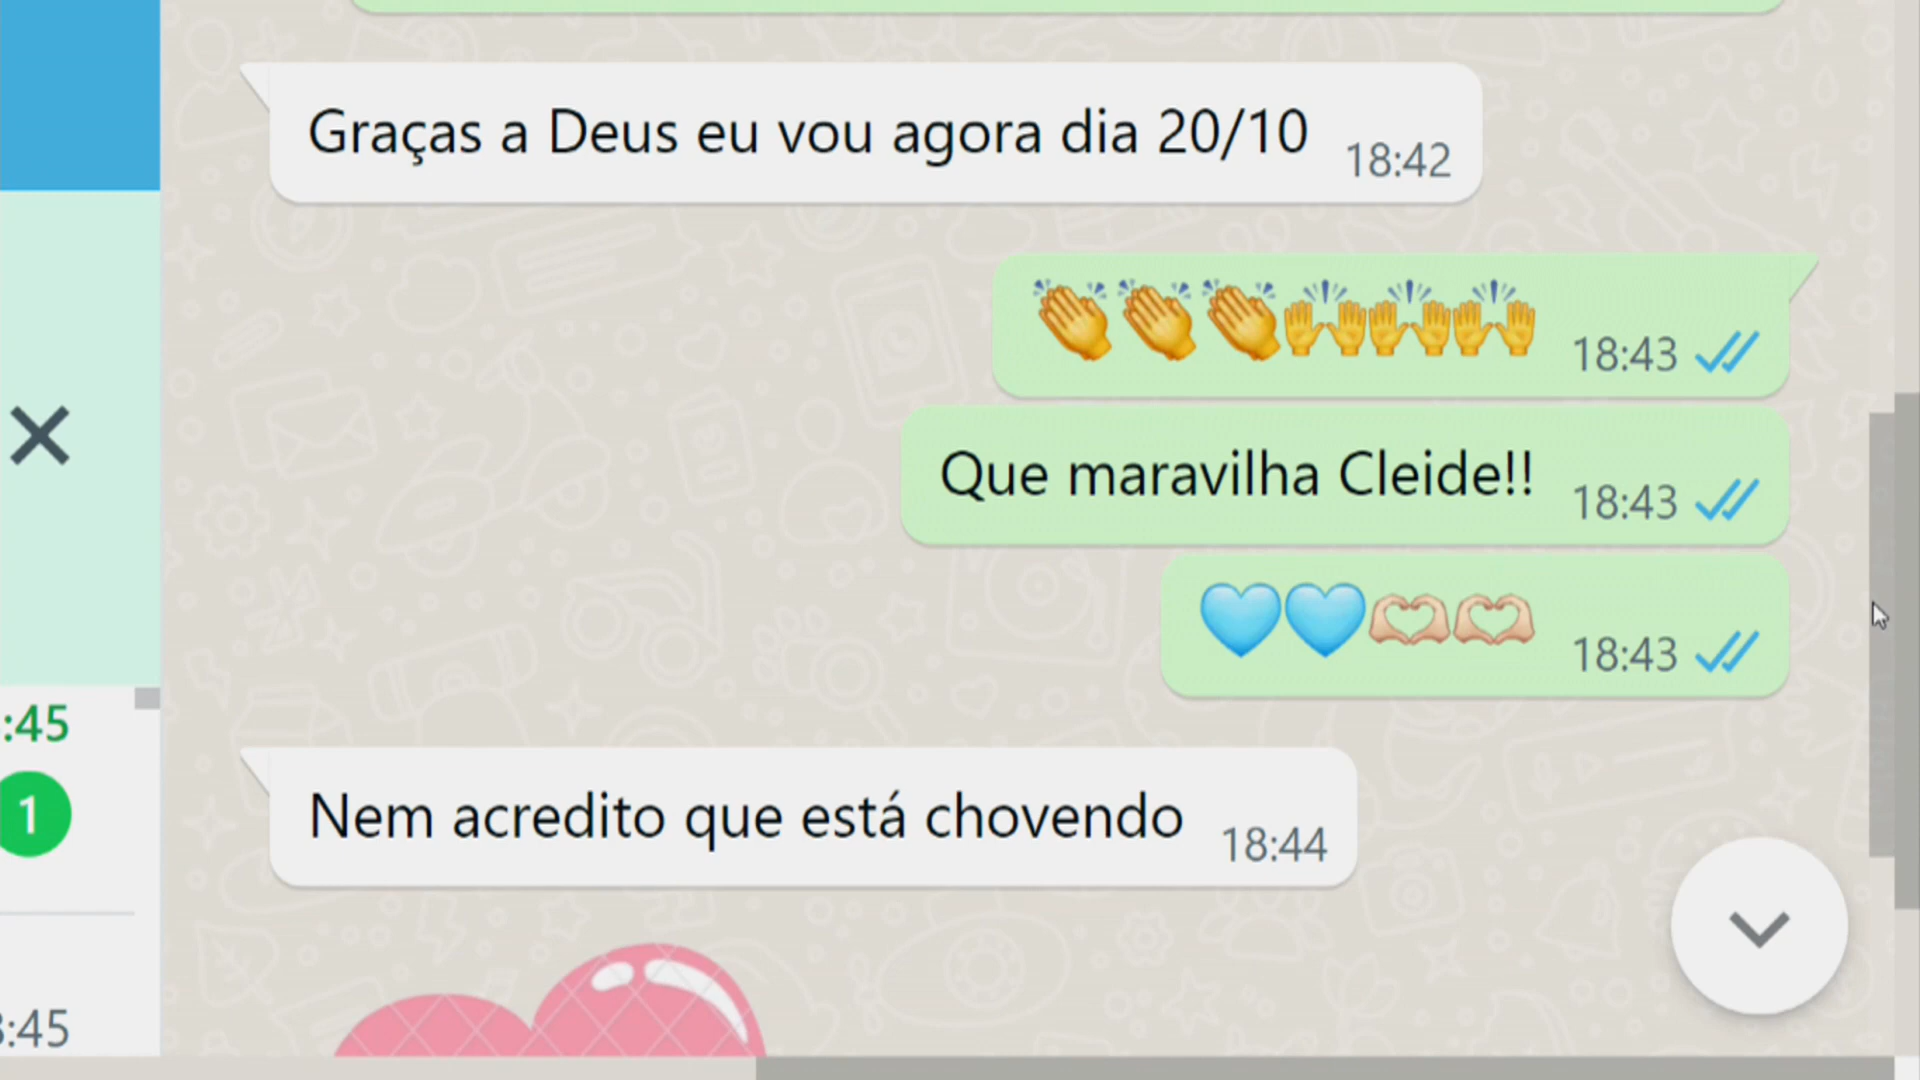 Graças a Deus eu vou agora dia 20/10 18:42
👏👏👏🙌🙌🙌 18:43
Que maravilha Cleide!! 18:43
🩵🩵🫶🏻🫶🏻 18:43
:45
1
Nem acredito que está chovendo 18:44
:45